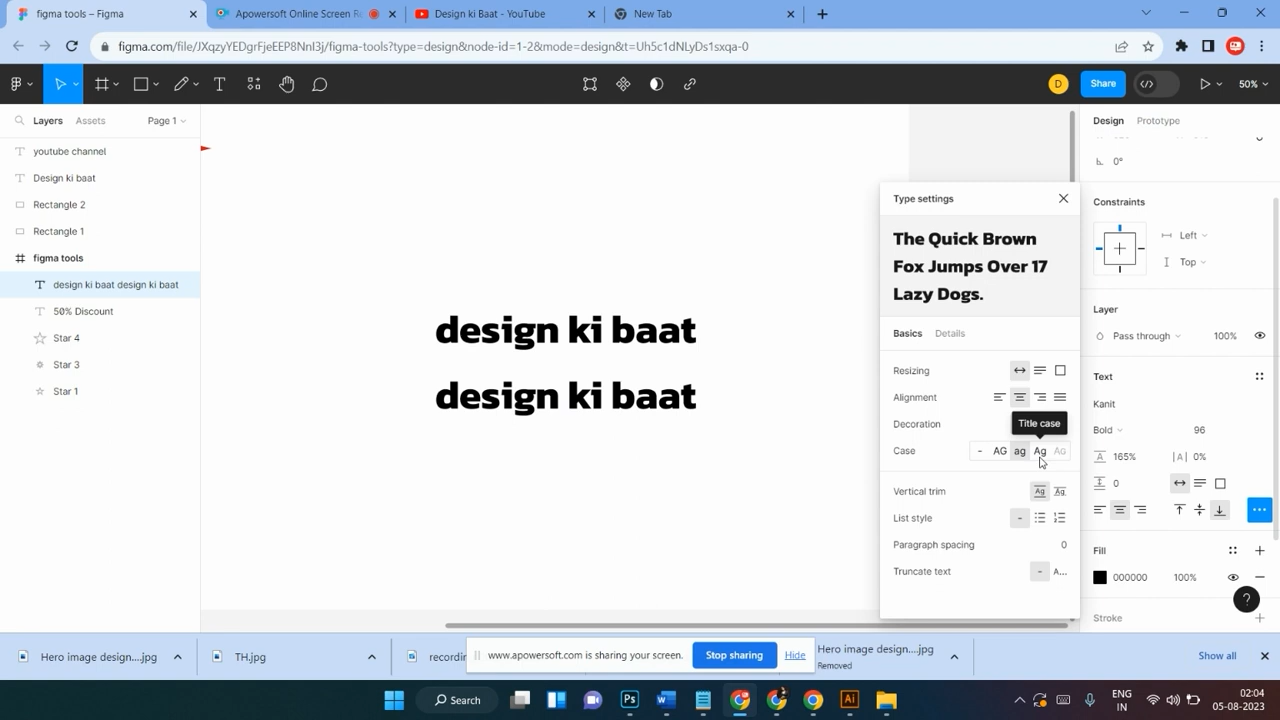 figma tools – Figma
Apowersoft Online Screen Re
Design ki Baat - YouTube
New Tab
figma.com/file/JXqzyYEDgrFjeEEP8NnI3j/figma-tools?type=design&node-id=1-2&mode=design&t=Uh5c1dNLyDs1sxqa-0
D
Share
50%
Layers
Assets
Page 1
Design
Prototype
youtube channel
Design ki baat
Rectangle 2
Rectangle 1
figma tools
design ki baat design ki baat
50% Discount
Star 4
Star 3
Star 1
design ki baat
design ki baat
Type settings
The Quick Brown
Fox Jumps Over 17
Lazy Dogs.
Basics
Details
Resizing
Alignment
Decoration
Title case
Case
- AG ag Ag Ag
Vertical trim
Ag Ag
List style
-
Paragraph spacing
0
Truncate text
- A...
0°
Constraints
Left
Top
Layer
Pass through
100%
Text
Kanit
Bold
96
A 165%
|A| 0%
0
Fill
000000
100%
Stroke
?
Hero image design....jpg
TH.jpg
recordin
www.apowersoft.com is sharing your screen.
Stop sharing
Hide
Hero image design....jpg
Removed
Show all
Search
Ps
W
Ai
ENG
IN
02:04
05-08-2023